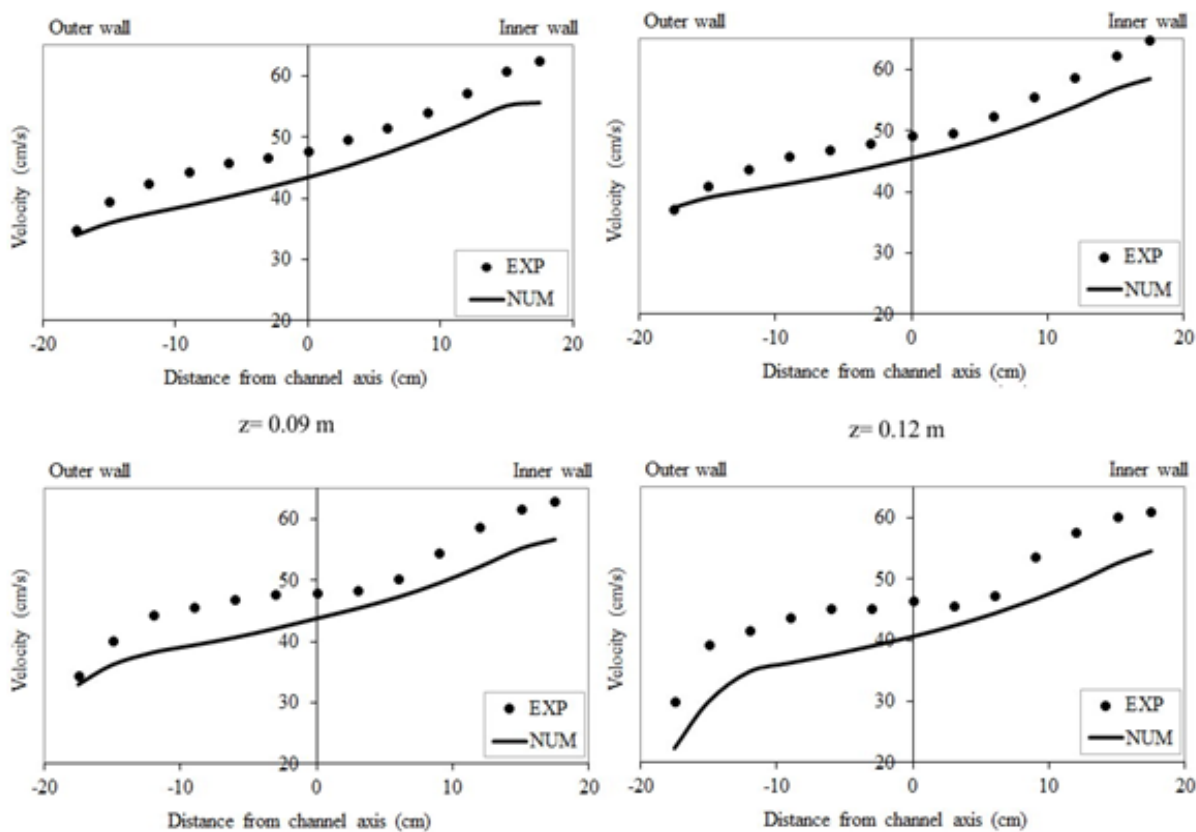 Outer wall Inner wall
60
50
40
30
20
-20 -10 0 10 20
Velocity (cm/s)
EXP
NUM
Distance from channel axis (cm)
Outer wall Inner wall
60
50
40
30
20
-20 -10 0 10 20
Velocity (cm/s)
EXP
NUM
Distance from channel axis (cm)
z= 0.09 m
z= 0.12 m
Outer wall Inner wall
60
50
40
30
20
-20 -10 0 10 20
Velocity (cm/s)
EXP
NUM
Distance from channel axis (cm)
Outer wall Inner wall
60
50
40
30
20
-20 -10 0 10 20
Velocity (cm/s)
EXP
NUM
Distance from channel axis (cm)